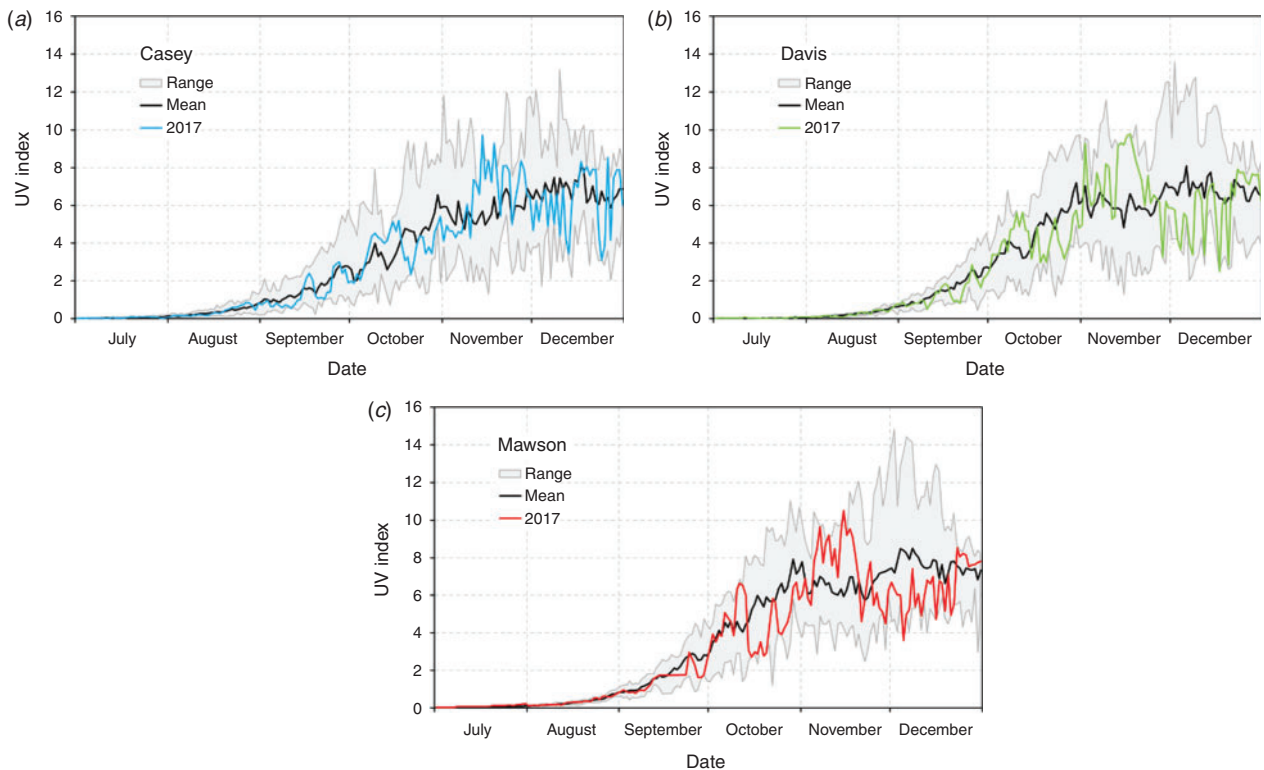 (a)
16
14
12
10
8
6
4
2
0
UV index
Casey
Range
Mean
2017
July August September October November December
Date
(b)
16
14
12
10
8
6
4
2
0
UV index
Davis
Range
Mean
2017
July August September October November December
Date
(c)
16
14
12
10
8
6
4
2
0
UV index
Mawson
Range
Mean
2017
July August September October November December
Date